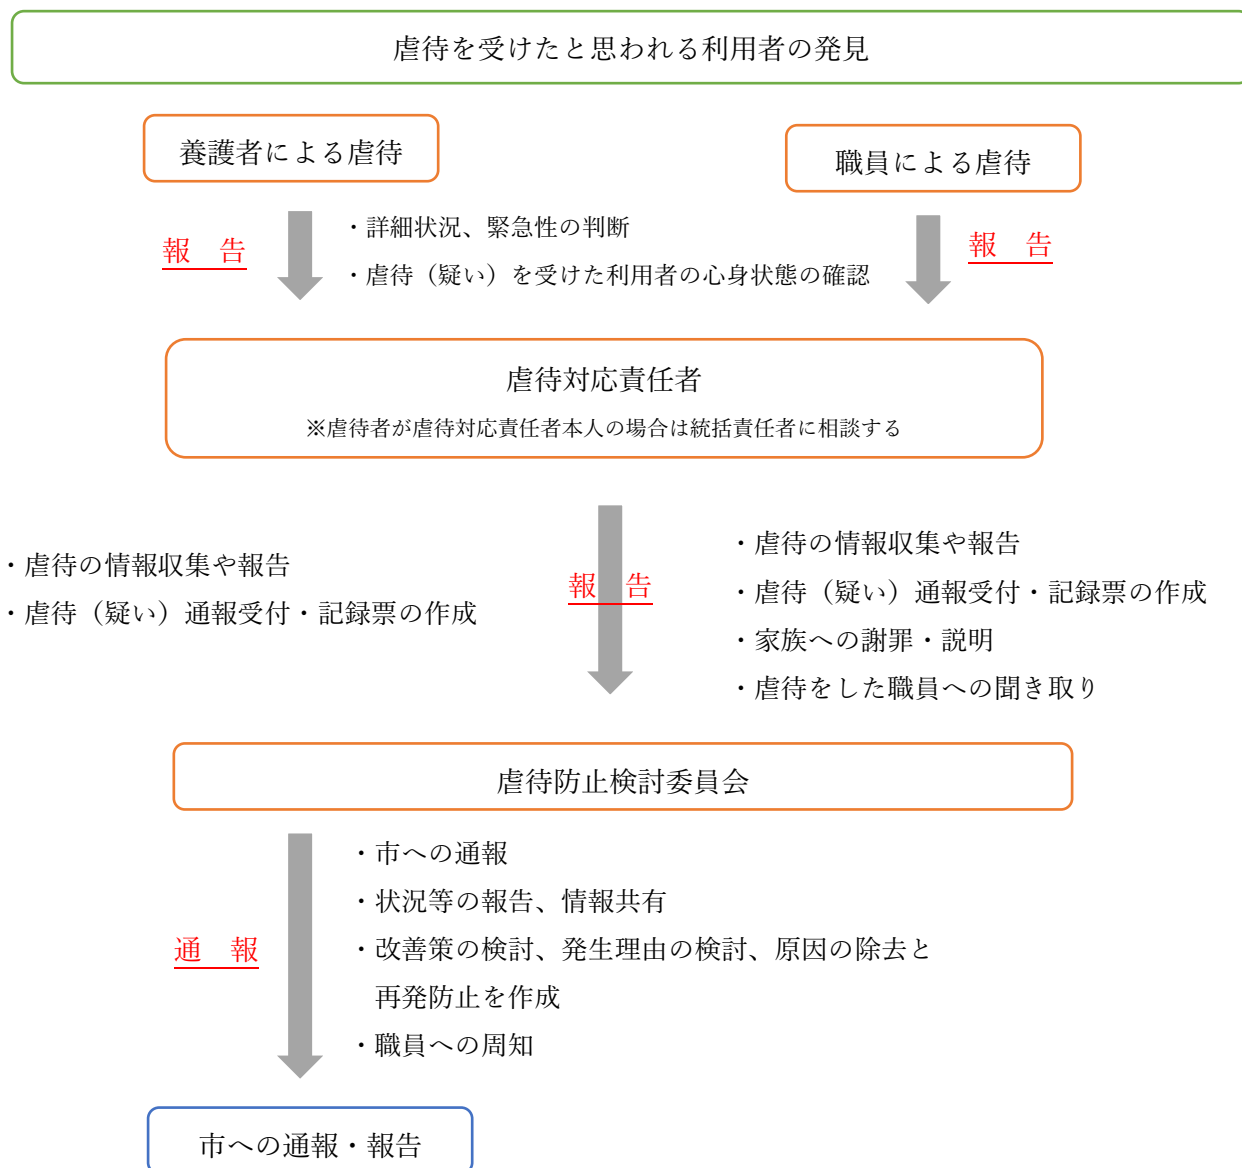 虐待を受けたと思われる利用者の発見
養護者による虐待
職員による虐待
報　告
・詳細状況、緊急性の判断
・虐待（疑い）を受けた利用者の心身状態の確認
報　告
虐待対応責任者
※虐待者が虐待対応責任者本人の場合は統括責任者に相談する
・虐待の情報収集や報告
・虐待（疑い）通報受付・記録票の作成
報　告
・虐待の情報収集や報告
・虐待（疑い）通報受付・記録票の作成
・家族への謝罪・説明
・虐待をした職員への聞き取り
虐待防止検討委員会
通　報
・市への通報
・状況等の報告、情報共有
・改善策の検討、発生理由の検討、原因の除去と
再発防止を作成
・職員への周知
市への通報・報告